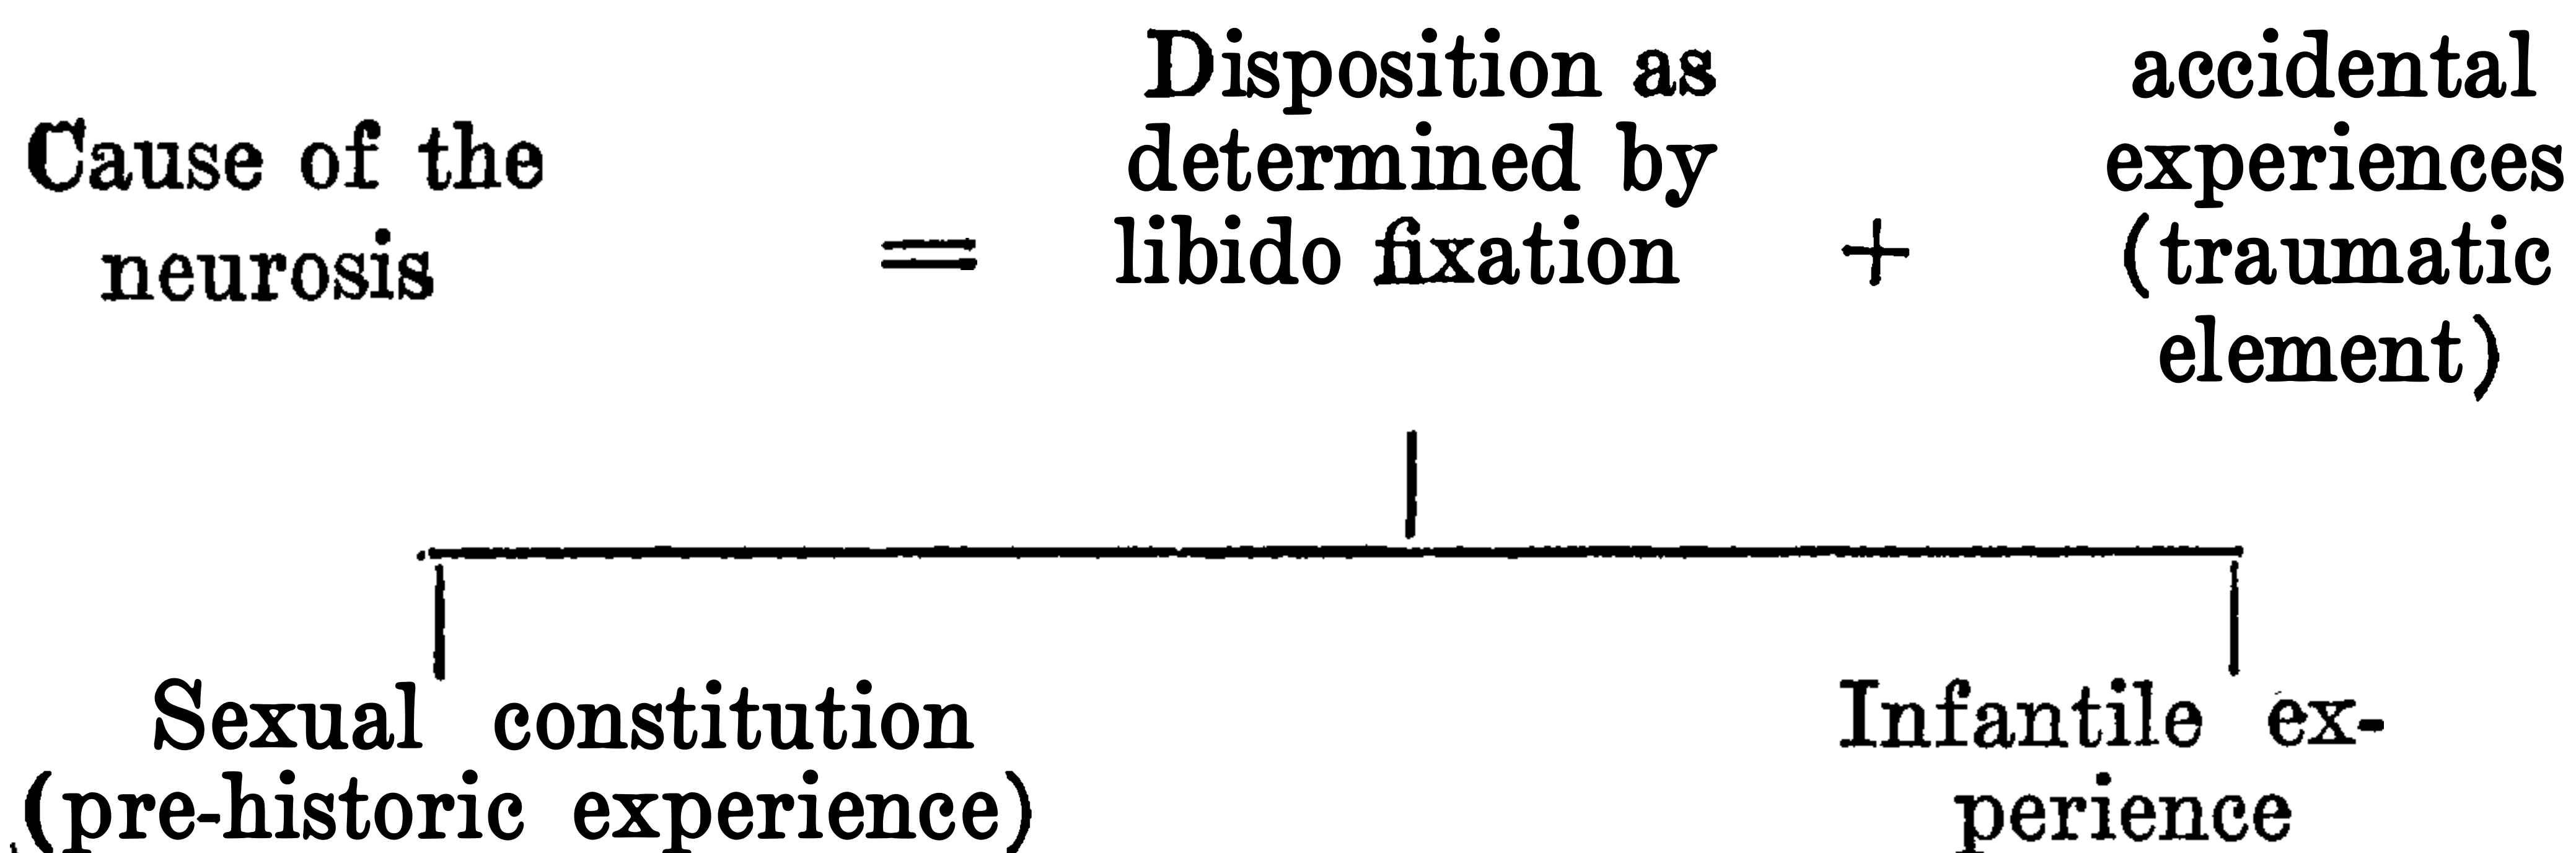 Cause of the
neurosis
=
Disposition as
determined by
libido fixation
+
accidental
experiences
(traumatic
element)
Sexual constitution
(pre-historic experience)
Infantile ex-
perience